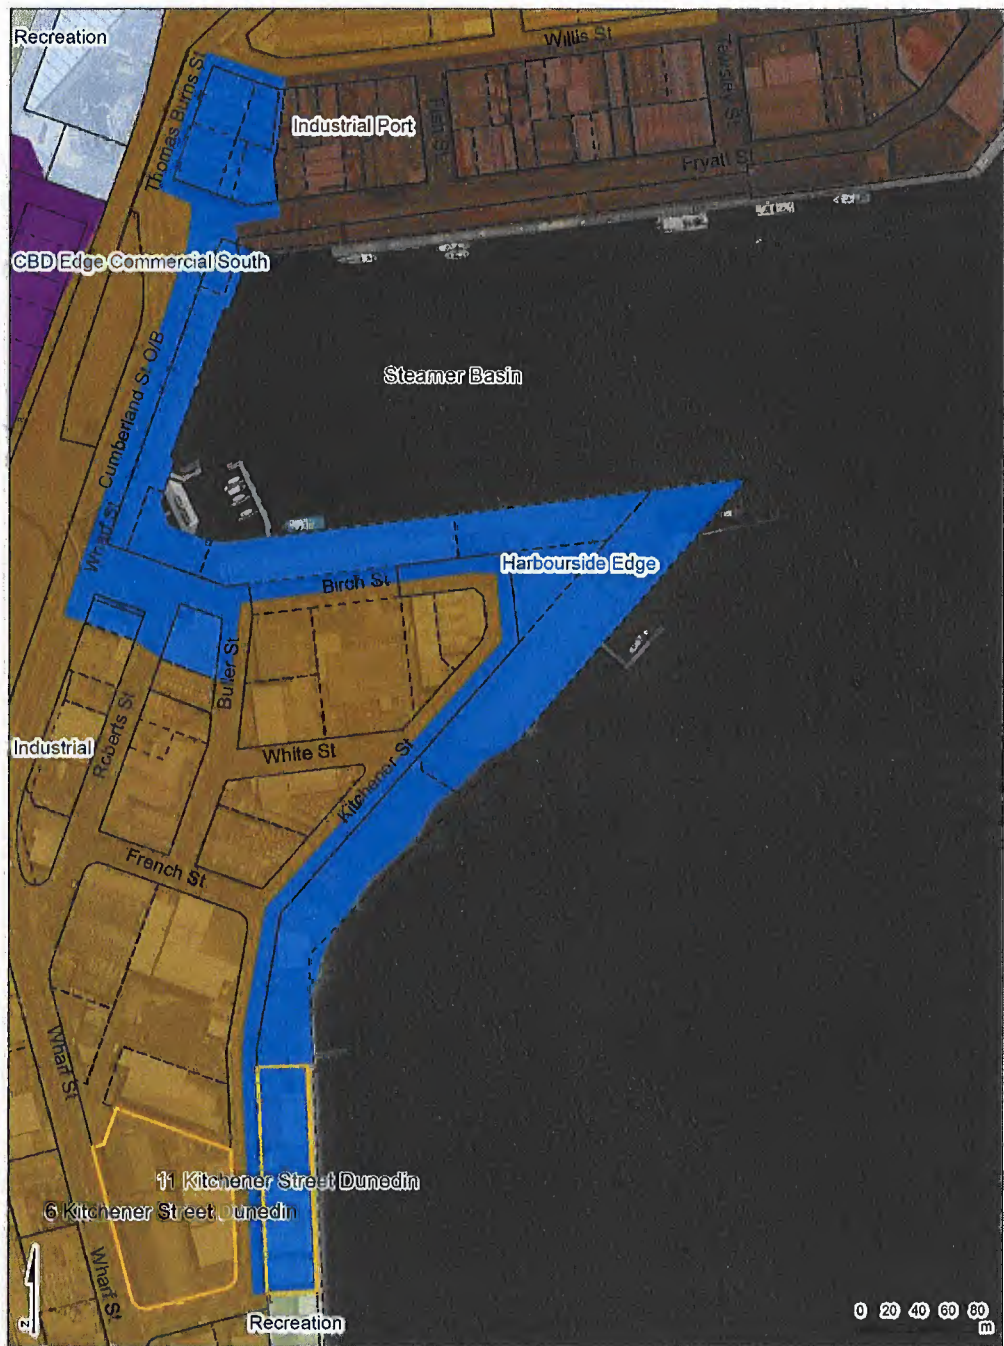 Recreation
Willis St
Thomas Burns St
Tewsley St
Industrial Port
Fish St
Fryatt St
CBD Edge Commercial South
Cumberland St O/B
Steamer Basin
Wharf St
Harbourside Edge
Birch St
Buller St
Roberts St
Industrial
White St
Kitchener St
French St
Wharf St
11 Kitchener Street Dunedin
6 Kitchener Street Dunedin
Wharf St
Z
Recreation
0 20 40 60 80
m